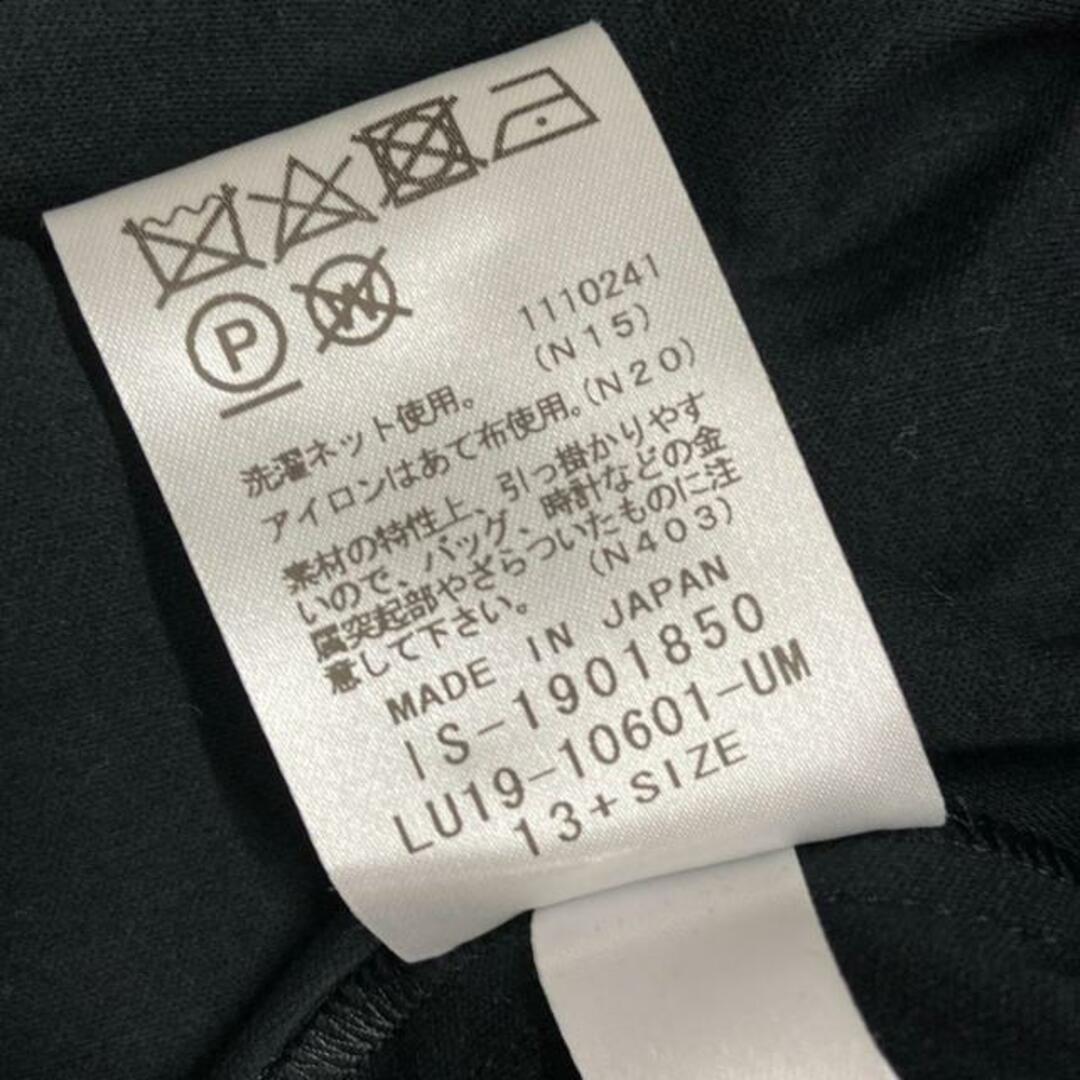 P W
1110241
(N15)
洗濯ネット使用。
アイロンはあて布使用。(N20)
素材の特性上、引っ掛かりやす
いので、バッグ、時計などの金
属突起部やざらついたものに注
意して下さい。 (N403)
MADE IN JAPAN
IS-1901850
LU19-10601-UM
13+SIZE